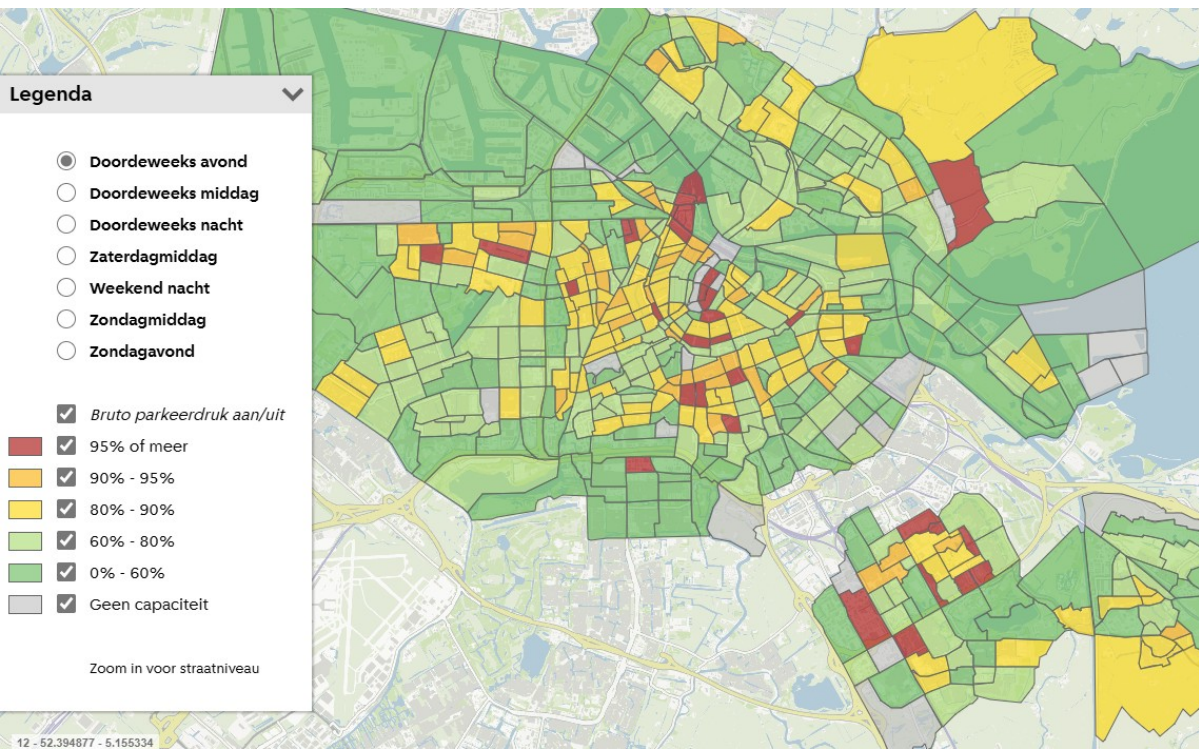 Legenda
Doordeweeks avond
Doordeweeks middag
Doordeweeks nacht
Zaterdagmiddag
Weekend nacht
Zondagmiddag
Zondagavond
Bruto parkeerdruk aan/uit
95% of meer
90% - 95%
80% - 90%
60% - 80%
0% - 60%
Geen capaciteit
Zoom in voor straatniveau
12 - 52.394877 - 5.155334